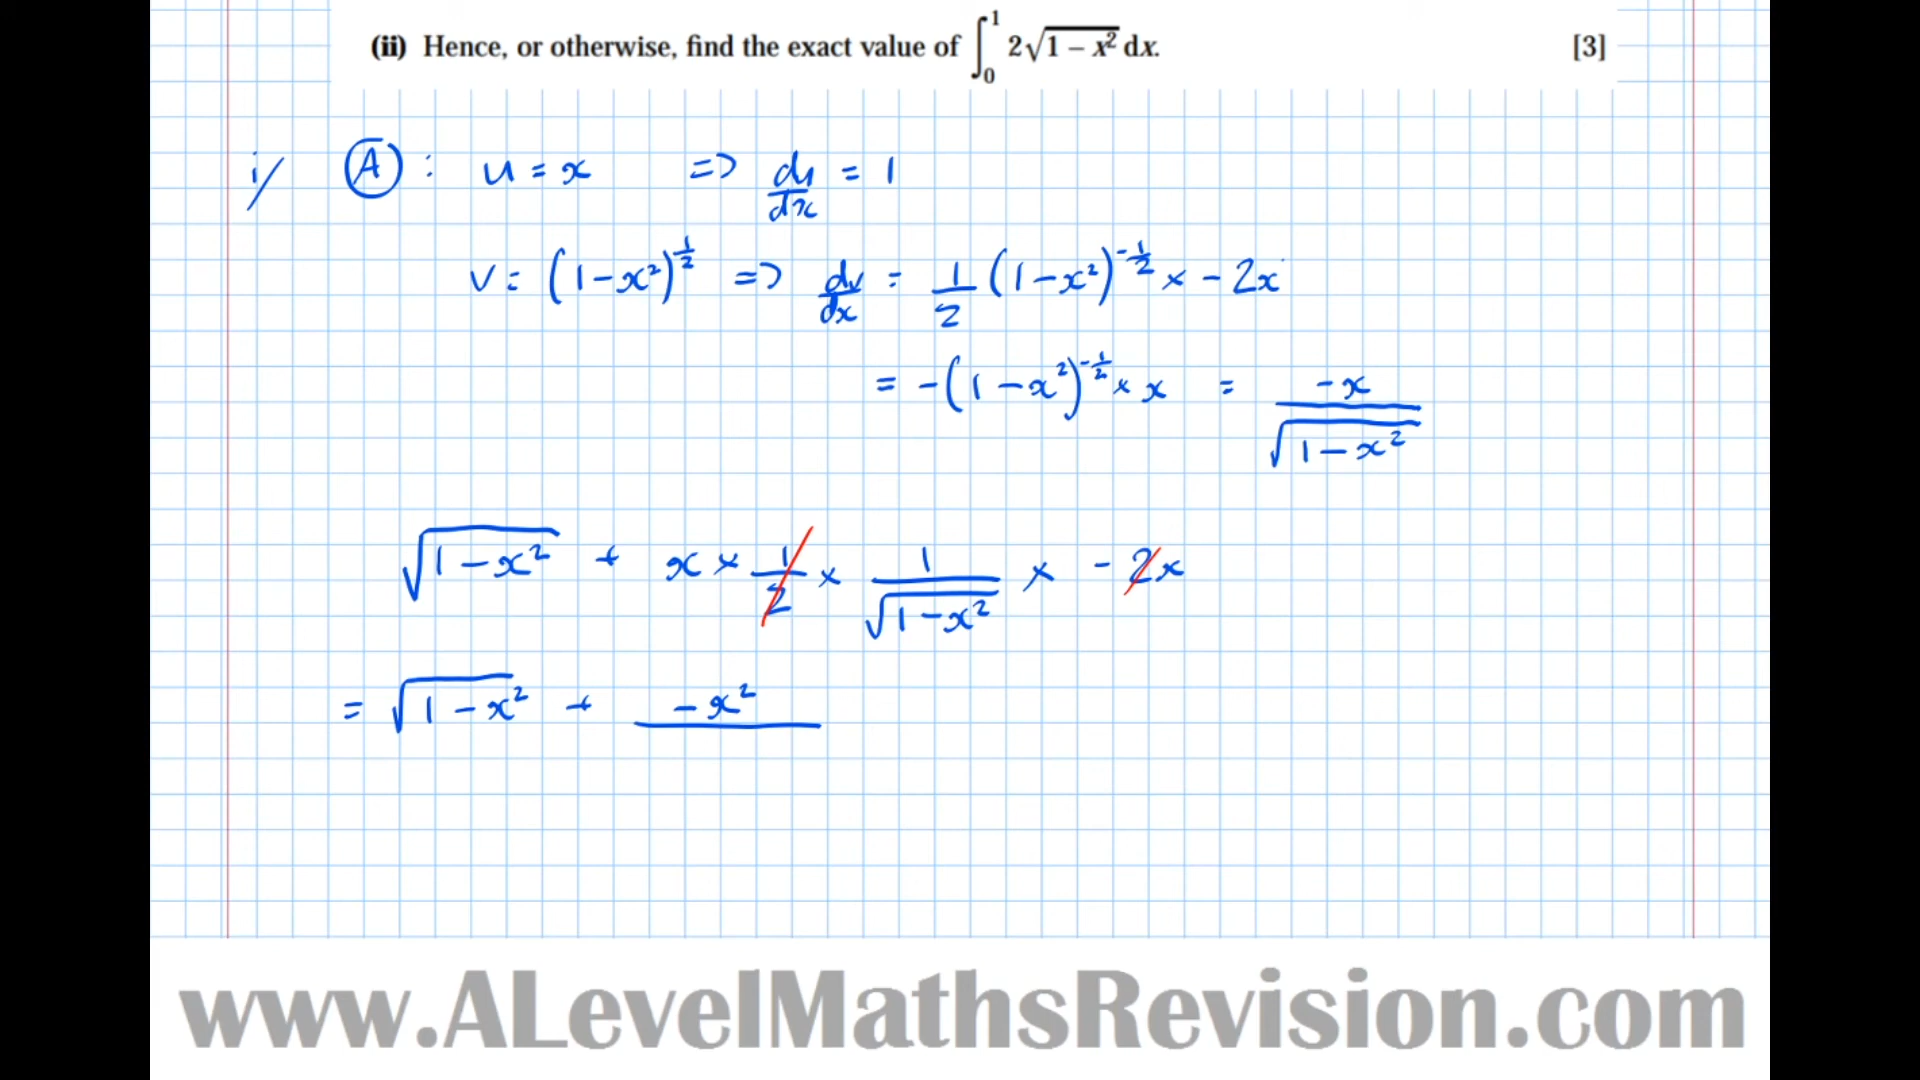 (ii) Hence, or otherwise, find the exact value of ∫₀¹ 2√(1 – x²) dx. [3]
i/ (A) : u = x => du/dx = 1
v = (1-x²)^(1/2) => dv/dx = 1/2 (1-x²)^(-1/2) x - 2x
= -(1-x²)^(-1/2) x x = -x/√(1-x²)
√(1-x²) + x x 1/2 x 1/√(1-x²) x - 2x
= √(1-x²) + -x²
www.ALevelMathsRevision.com